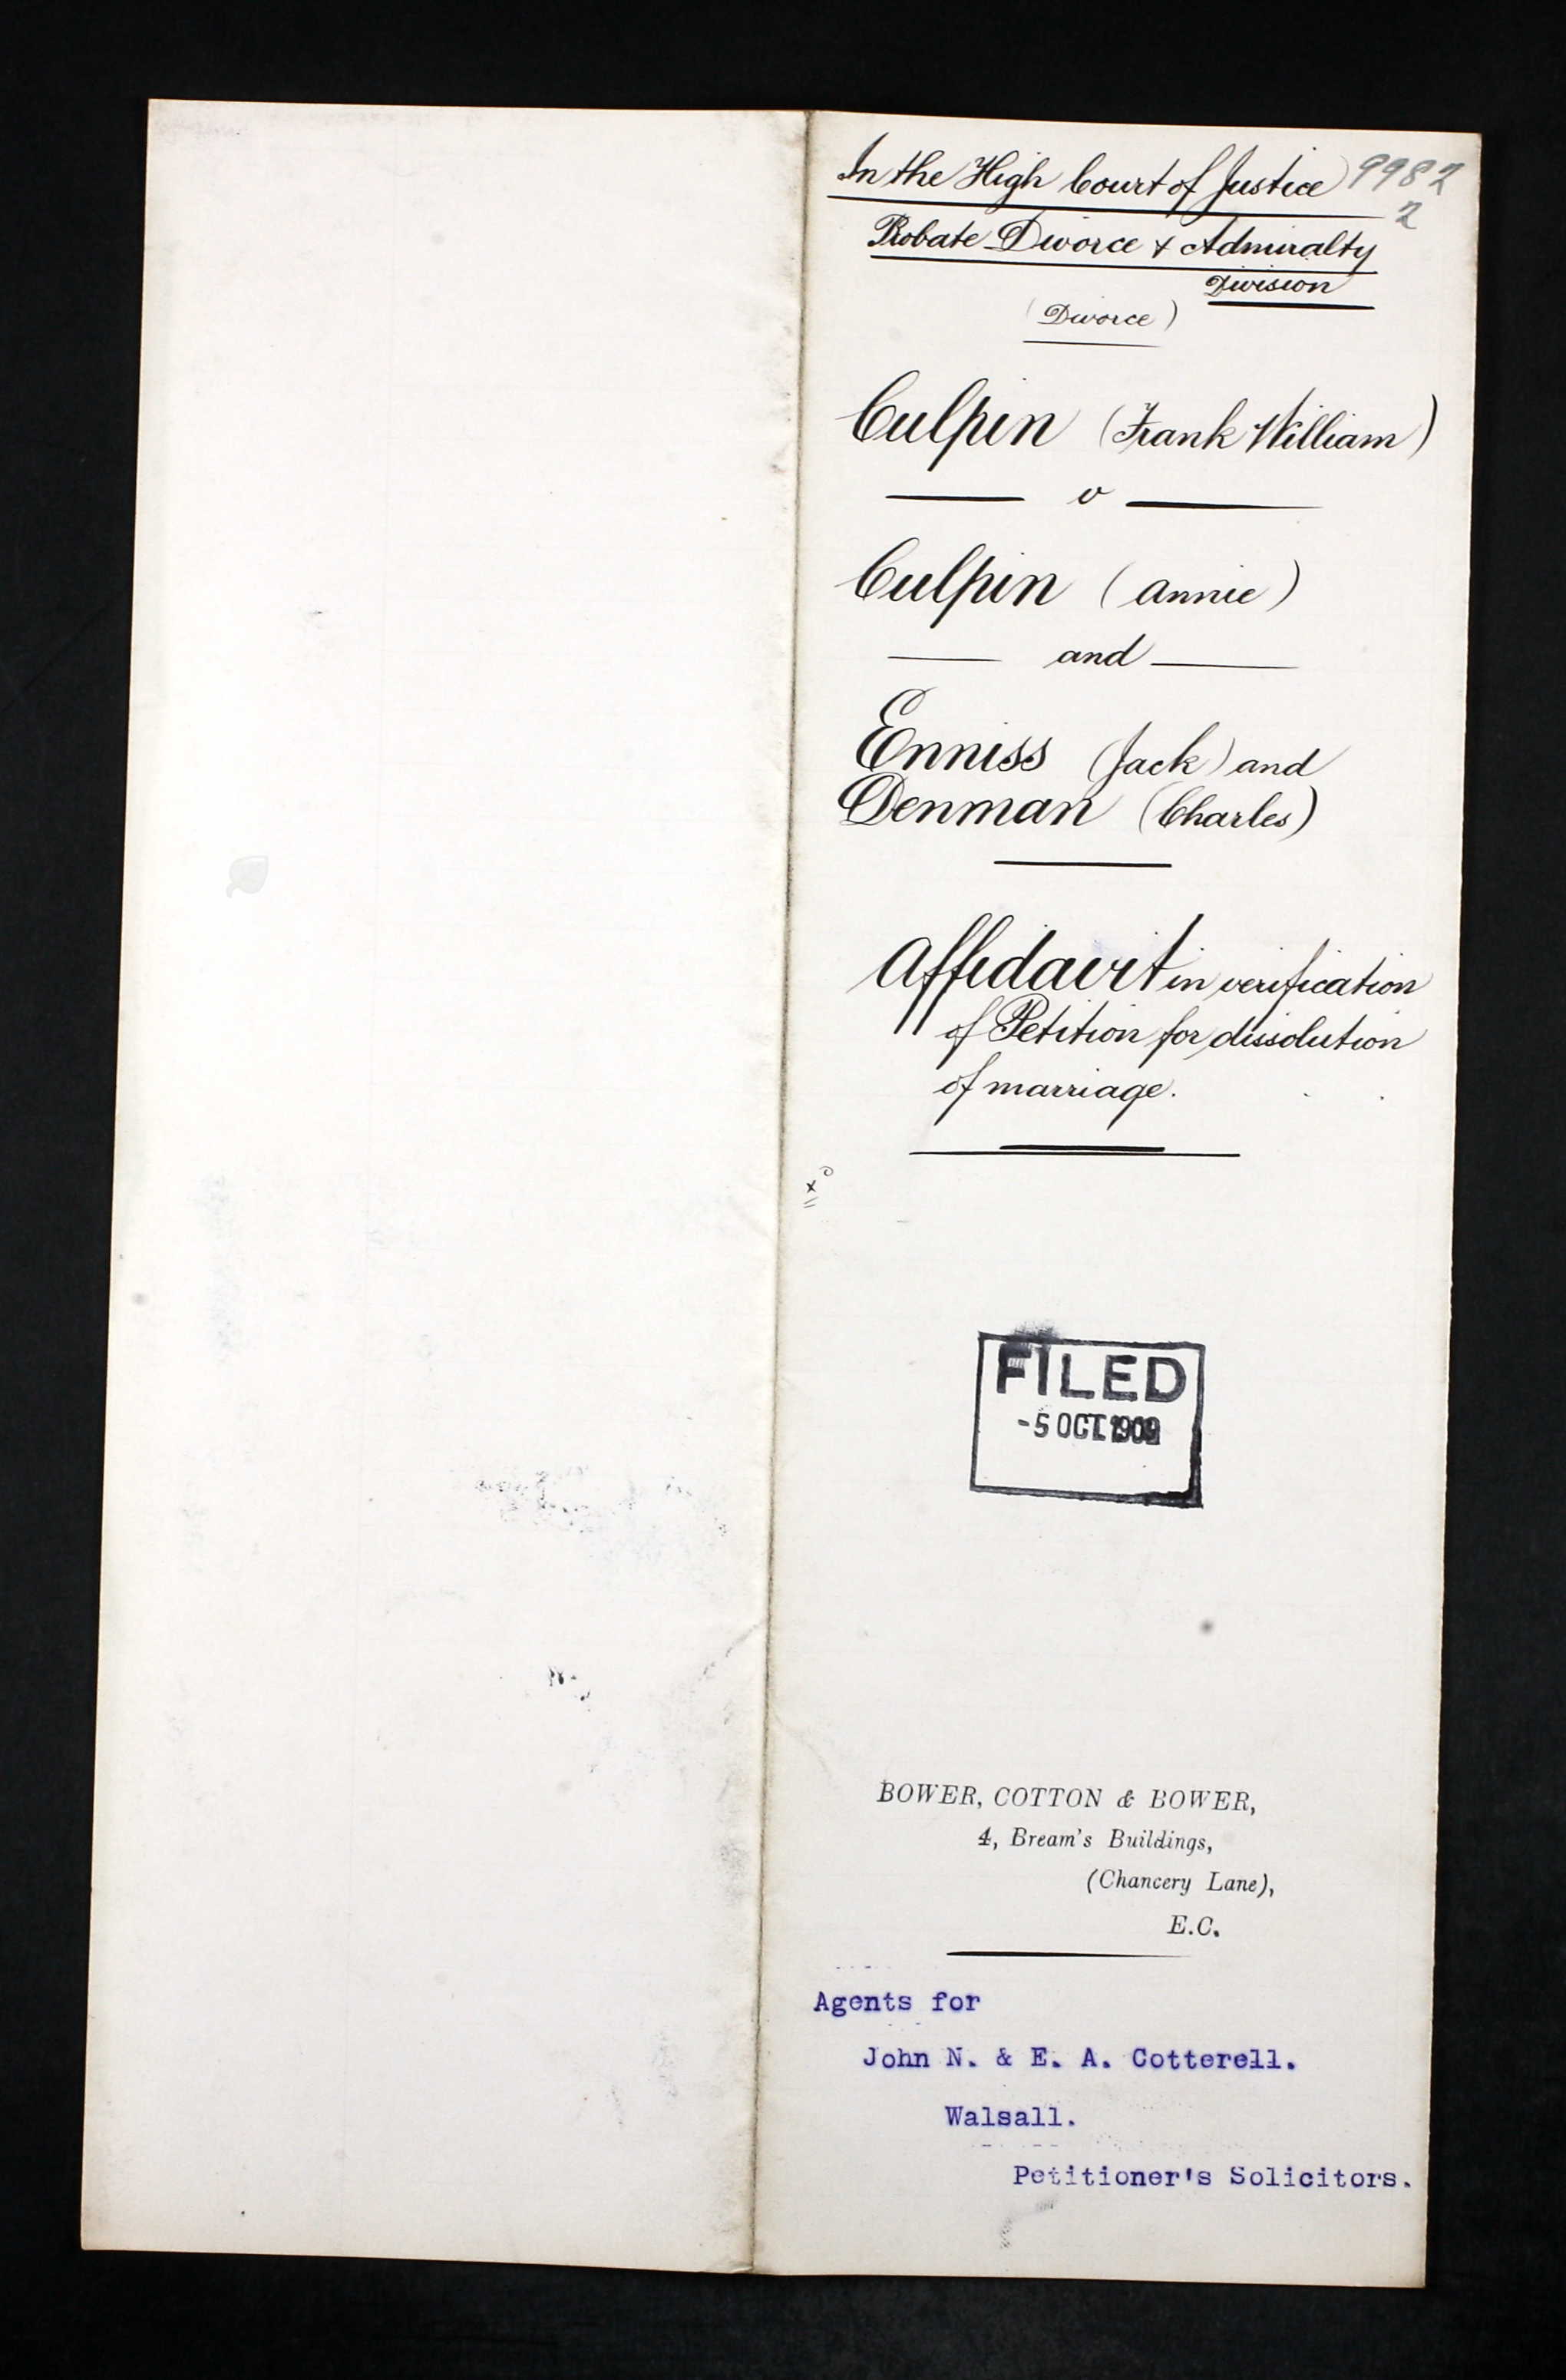 In the High Court of Justice 9982
2
Probate Divorce & Admiralty
Division
(Divorce)
Culpin (Frank William)
v
Culpin (Annie)
and
Enniss (Jack) and
Denman (Charles)
Affidavit in verification
of Petition for dissolution
of marriage.
FILED
-5 OCT. 1909
BOWER, COTTON & BOWER,
4, Bream's Buildings,
(Chancery Lane),
E.C.
Agents for
John N. & E. A. Cotterell.
Walsall.
Petitioner's Solicitors.